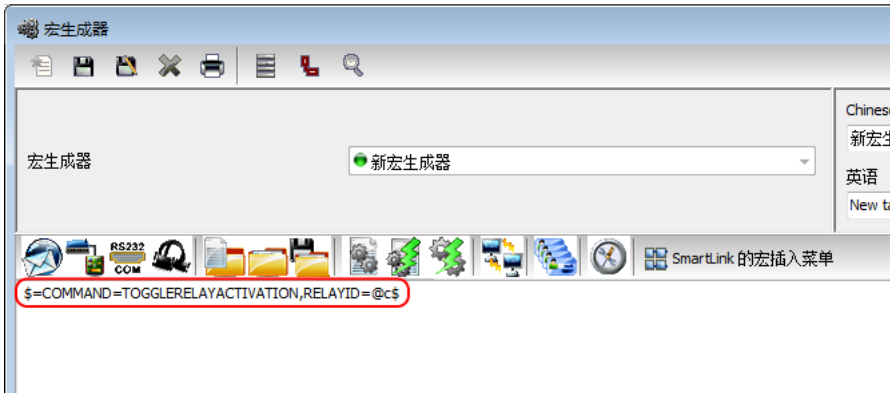 宏生成器
Chines
宏生成器
新宏生成器
新宏生
英语
New ta
RS232
COM
SmartLink 的宏插入菜单
$=COMMAND=TOGGLERELAYACTIVATION,RELAYID=@c$